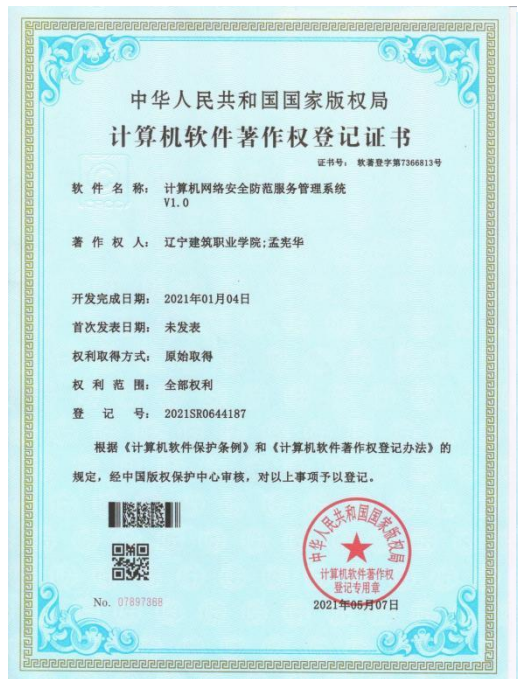 中华人民共和国国家版权局
计算机软件著作权登记证书
证书号： 软著登字第7366813号
软件名称： 计算机网络安全防范服务管理系统
V1.0
著作权人： 辽宁建筑职业学院;孟宪华
开发完成日期： 2021年01月04日
首次发表日期： 未发表
权利取得方式： 原始取得
权利范围： 全部权利
登记号： 2021SR0644187
根据《计算机软件保护条例》和《计算机软件著作权登记办法》的
规定，经中国版权保护中心审核，对以上事项予以登记。
中华人民共和国国家版权局
计算机软件著作权
登记专用章
No. 07897368
2021年05月07日